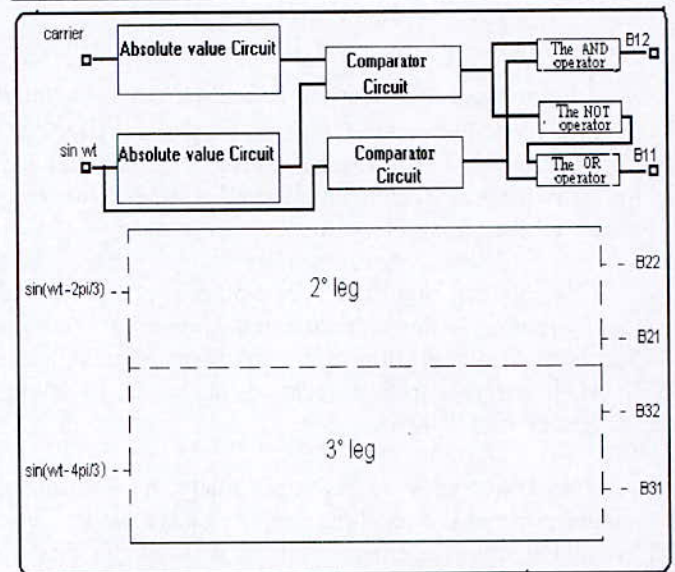 carrier
Absolute value Circuit
Comparator
Circuit
The AND
operator
B12
The NOT
operator
sin wt
Absolute value Circuit
Comparator
Circuit
The OR
operator
B11
B22
sin(wt-2pi/3)
2° leg
B21
B32
3° leg
sin(wt-4pi/3)
B31